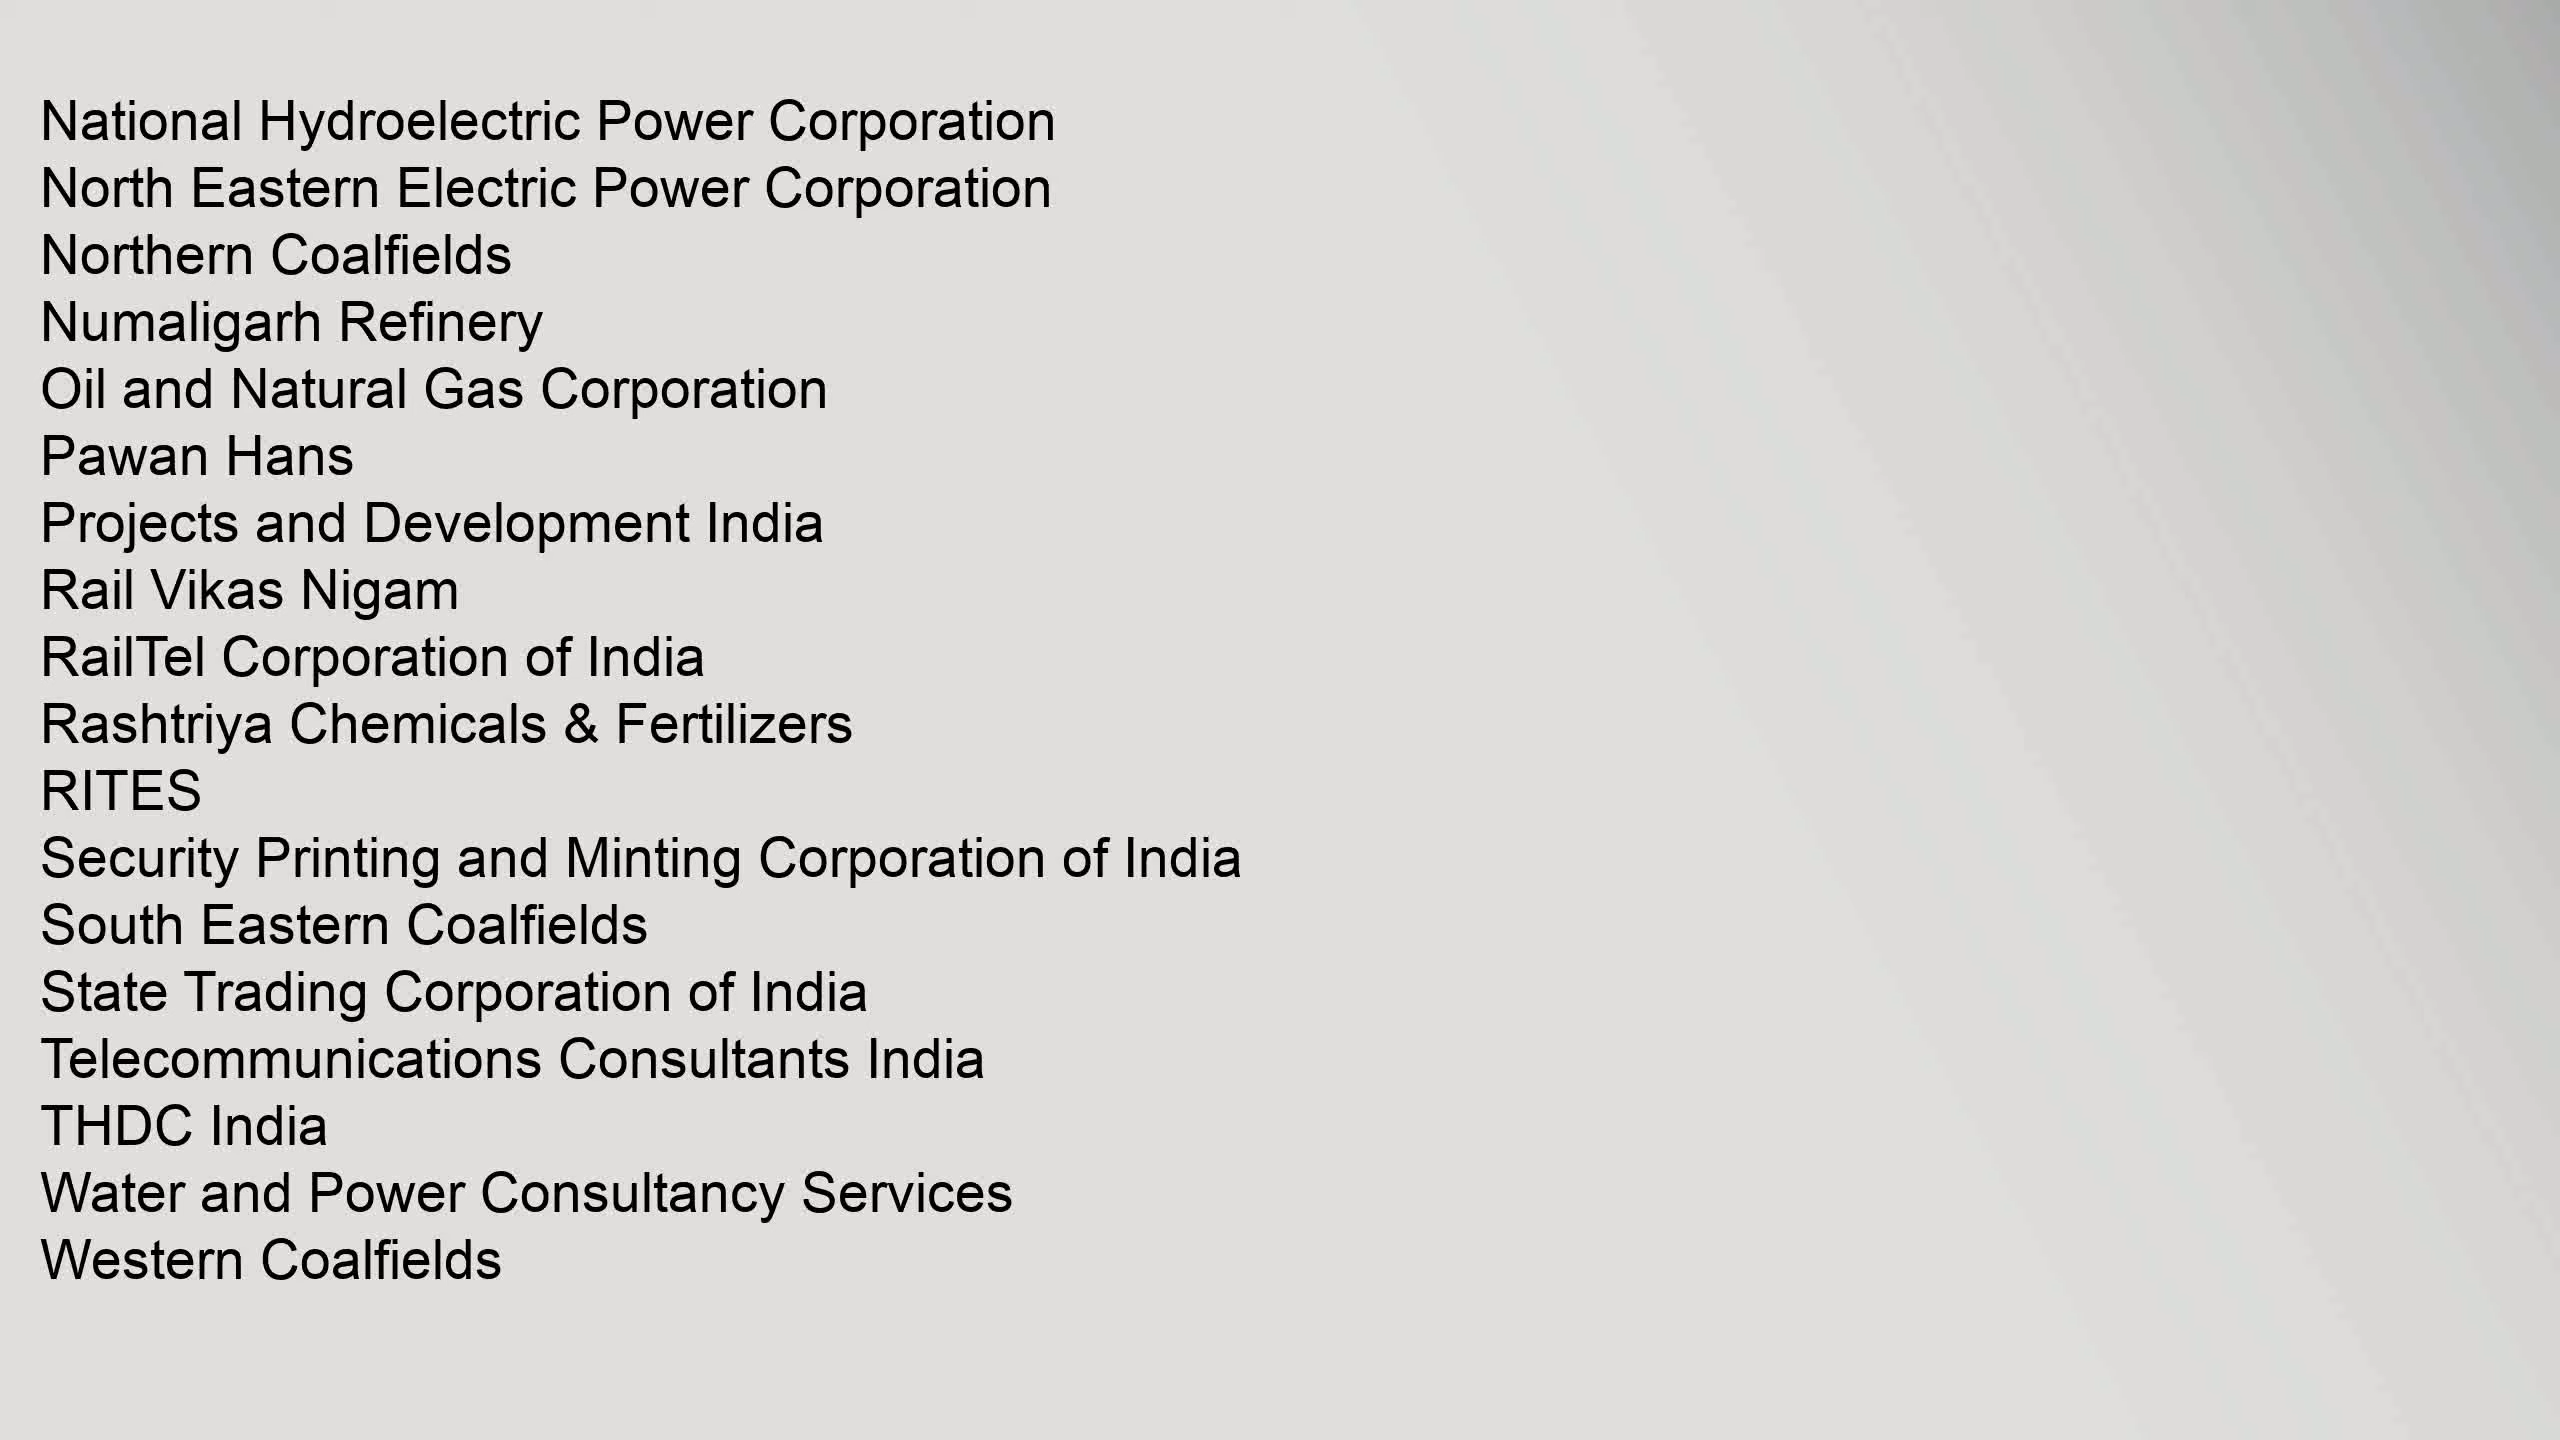 National Hydroelectric Power Corporation
North Eastern Electric Power Corporation
Northern Coalfields
Numaligarh Refinery
Oil and Natural Gas Corporation
Pawan Hans
Projects and Development India
Rail Vikas Nigam
RailTel Corporation of India
Rashtriya Chemicals & Fertilizers
RITES
Security Printing and Minting Corporation of India
South Eastern Coalfields
State Trading Corporation of India
Telecommunications Consultants India
THDC India
Water and Power Consultancy Services
Western Coalfields